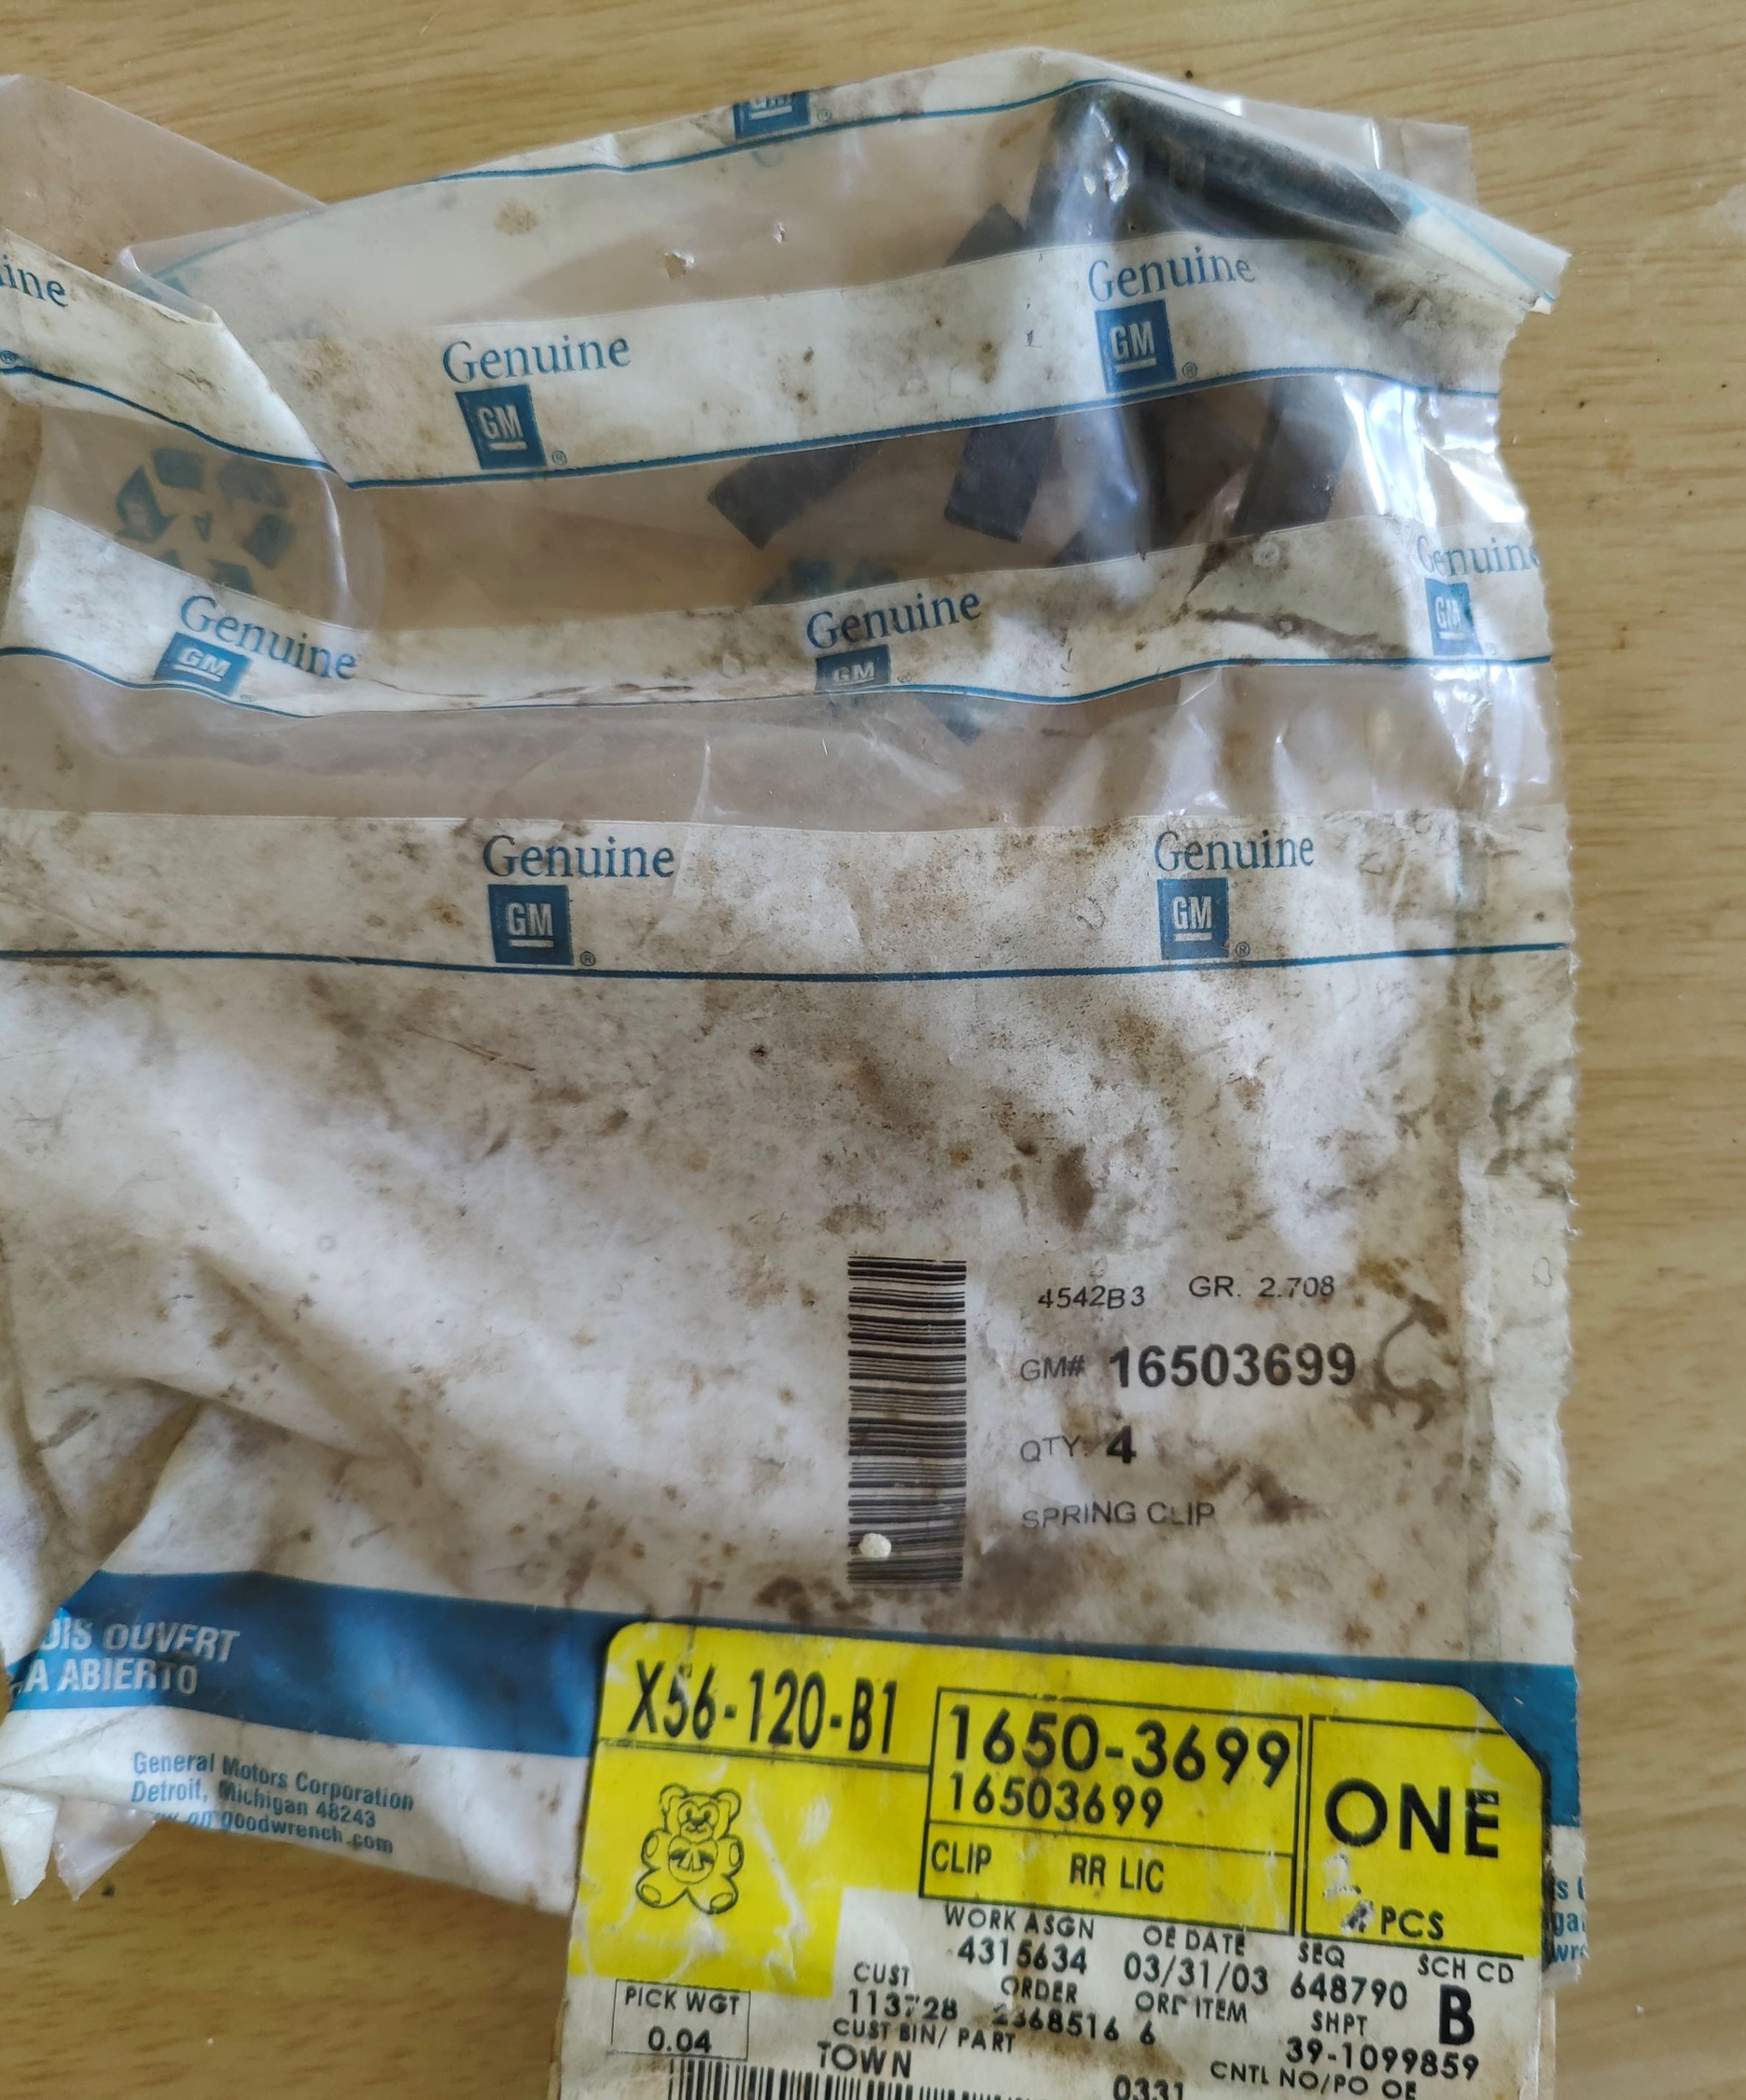 GM
ine
Genuine
GM
Genuine
GM
Genuine
GM
Genuine
GM
Genuine
GM
4
Genuine
GM
Genuine
GM
4542B3 GR. 2.708
GM# 16503699
QTY: 4
SPRING CLIP
OUVERT
A ABIERTO
General Motors Corporation
Detroit, Michigan 48243
goodwrench.com
X56-120-B1
1650-3699
16503699
ONE
CLIP RR LIC
PCS
WORK ASGN OE DATE SEQ SCH CD
4315634 03/31/03 648790 B
CUST ORDER ORD ITEM SHPT
113728 2368516 6 39-1099859
PICK WGT
0.04
CUST BIN/ PART
TOWN
CNTL NO/PO OE
0331